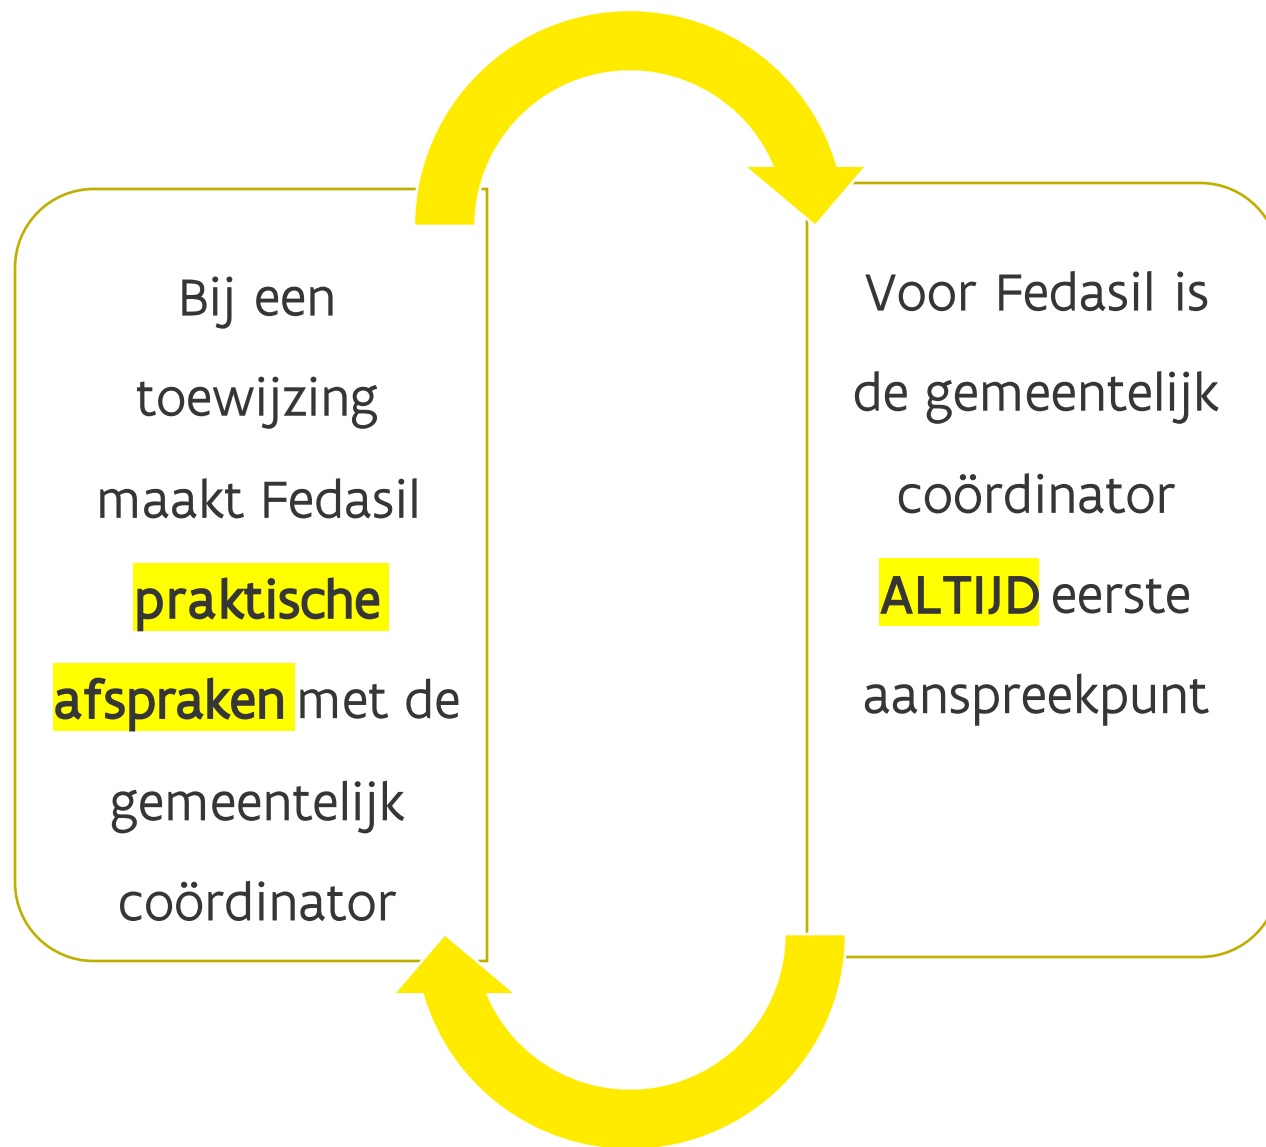 Bij een
toewijzing
maakt Fedasil
praktische
afspraken met de
gemeentelijk
coördinator
Voor Fedasil is
de gemeentelijk
coördinator
ALTIJD eerste
aanspreekpunt